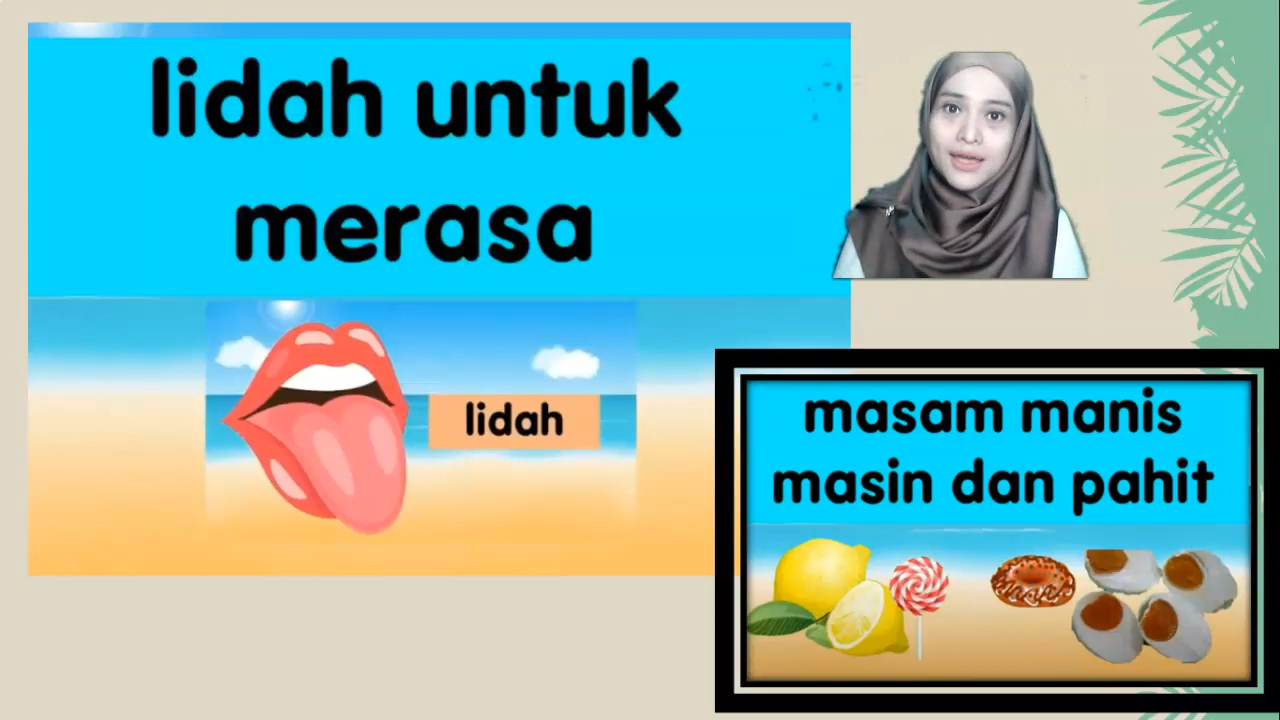 lidah untuk
merasa
lidah
masam manis
masin dan pahit